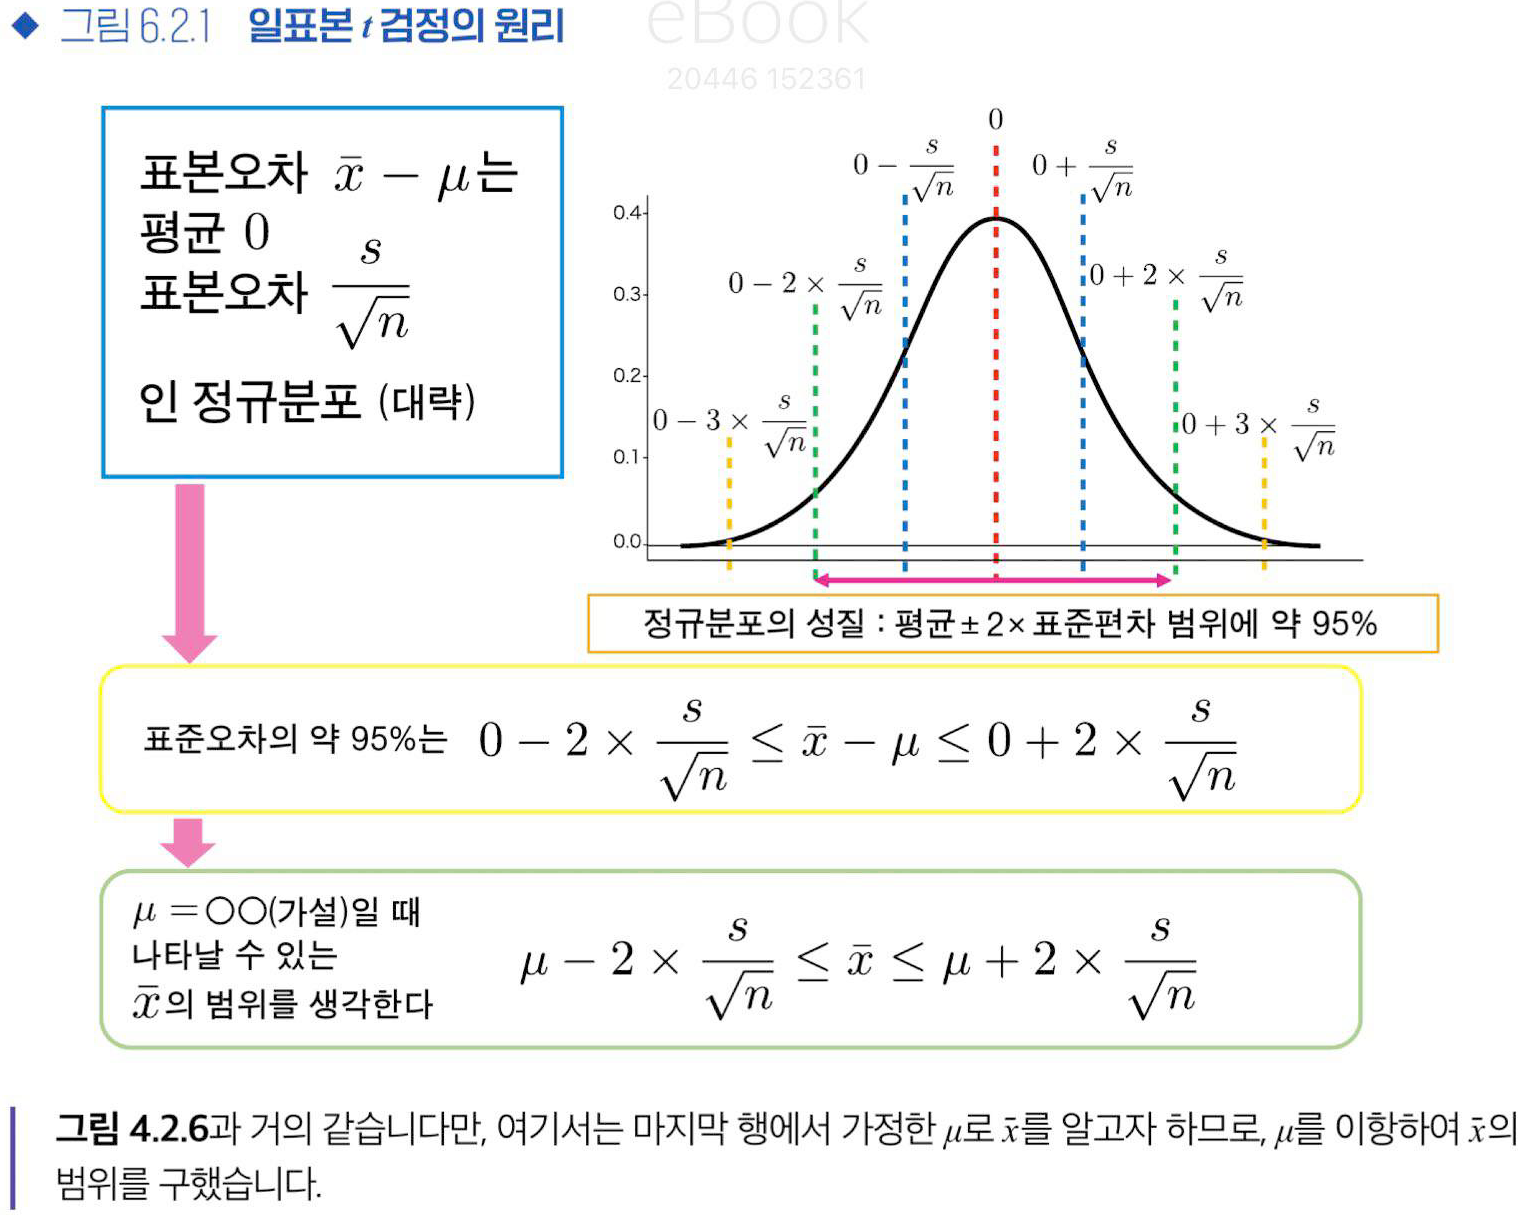 ◆ 그림 6.2.1 일표본 t 검정의 원리
eBook
20446 152361
표본오차 x̄ − μ는
평균 0
표본오차 s/√n
인 정규분포 (대략)
0
0 − s/√n
0 + s/√n
0 − 2 × s/√n
0 + 2 × s/√n
0 − 3 × s/√n
0 + 3 × s/√n
0.4
0.3
0.2
0.1
0.0
정규분포의 성질 : 평균 ± 2× 표준편차 범위에 약 95%
표준오차의 약 95%는 0 − 2 × s/√n ≤ x̄ − μ ≤ 0 + 2 × s/√n
μ = ○○(가설)일 때
나타날 수 있는
x̄의 범위를 생각한다
μ − 2 × s/√n ≤ x̄ ≤ μ + 2 × s/√n
그림 4.2.6과 거의 같습니다만, 여기서는 마지막 행에서 가정한 μ로 x̄를 알고자 하므로, μ를 이항하여 x̄의
범위를 구했습니다.